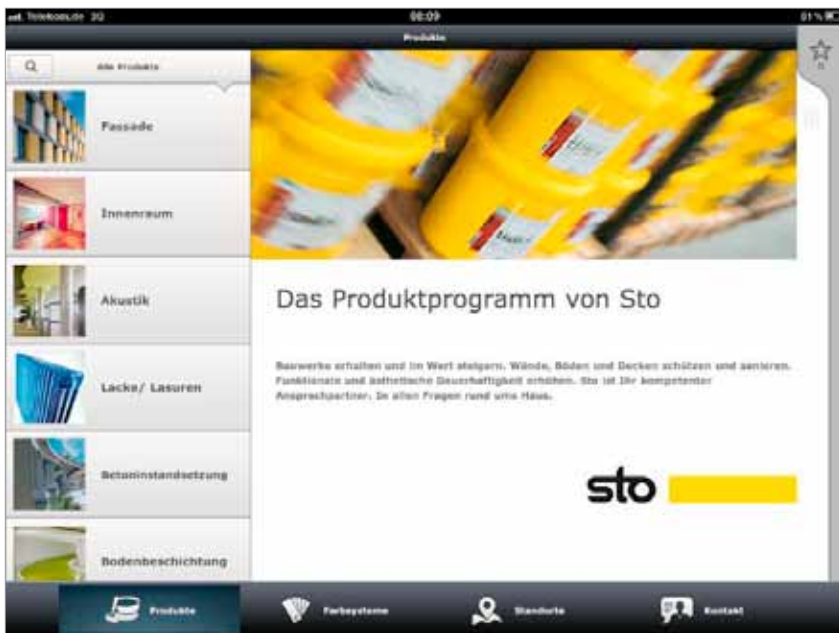 Telekom.de 3G
08:09
81 %
Produkte
Alle Produkte
Fassade
Innenraum
Akustik
Lacke/ Lasuren
Betoninstandsetzung
Bodenbeschichtung
Das Produktprogramm von Sto
Bauwerke erhalten und im Wert steigern. Wände, Böden und Decken schützen und sanieren.
Funktionale und ästhetische Dauerhaftigkeit erhöhen. Sto ist Ihr kompetenter
Ansprechpartner. In allen Fragen rund ums Haus.
sto
Produkte
Farbsysteme
Standorte
Kontakt